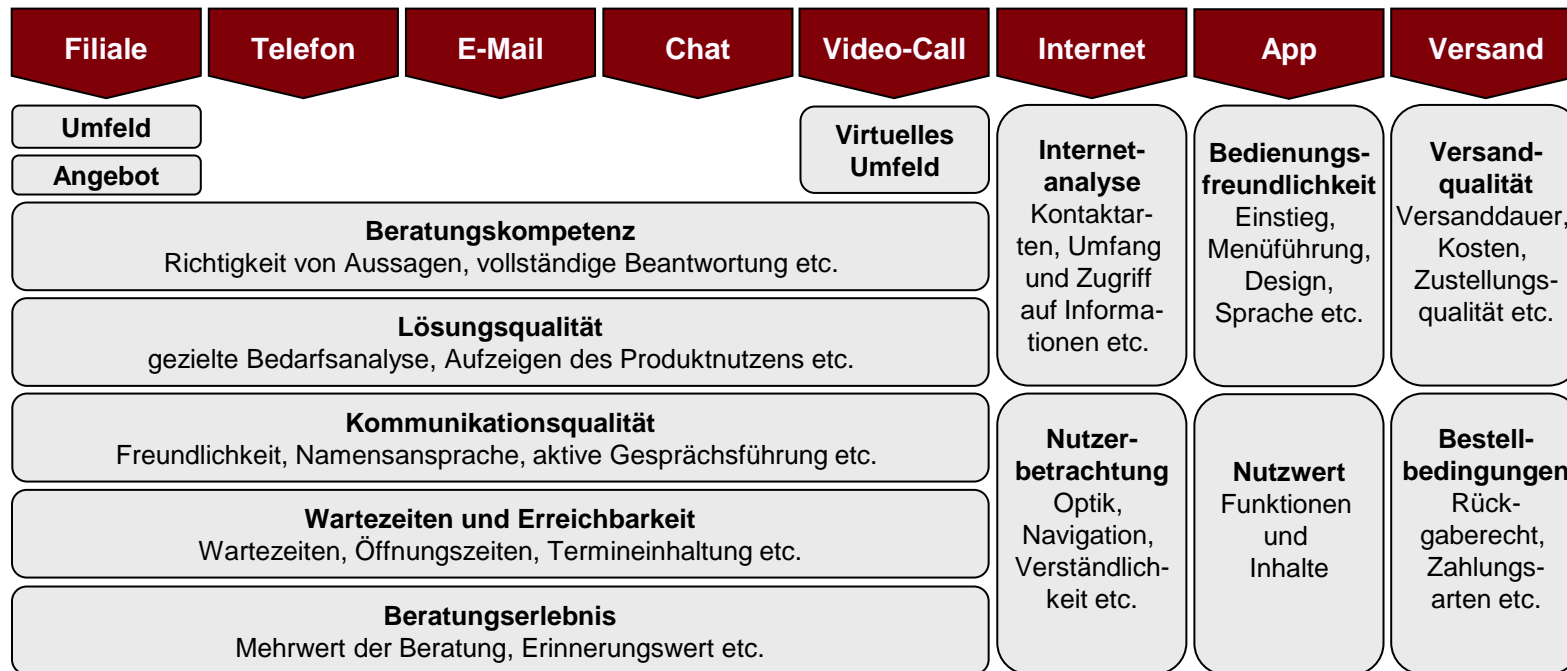 Filiale
Telefon
E-Mail
Chat
Video-Call
Internet
App
Versand
Umfeld
Angebot
Virtuelles
Umfeld
Beratungskompetenz
Richtigkeit von Aussagen, vollständige Beantwortung etc.
Lösungsqualität
gezielte Bedarfsanalyse, Aufzeigen des Produktnutzens etc.
Kommunikationsqualität
Freundlichkeit, Namensansprache, aktive Gesprächsführung etc.
Wartezeiten und Erreichbarkeit
Wartezeiten, Öffnungszeiten, Termineinhaltung etc.
Beratungserlebnis
Mehrwert der Beratung, Erinnerungswert etc.
Internet-
analyse
Kontaktar-
ten, Umfang
und Zugriff
auf Informa-
tionen etc.
Nutzer-
betrachtung
Optik,
Navigation,
Verständlich-
keit etc.
Bedienungs-
freundlichkeit
Einstieg,
Menüführung,
Design,
Sprache etc.
Nutzwert
Funktionen
und
Inhalte
Versand-
qualität
Versanddauer,
Kosten,
Zustellungs-
qualität etc.
Bestell-
bedingungen
Rück-
gaberecht,
Zahlungs-
arten etc.